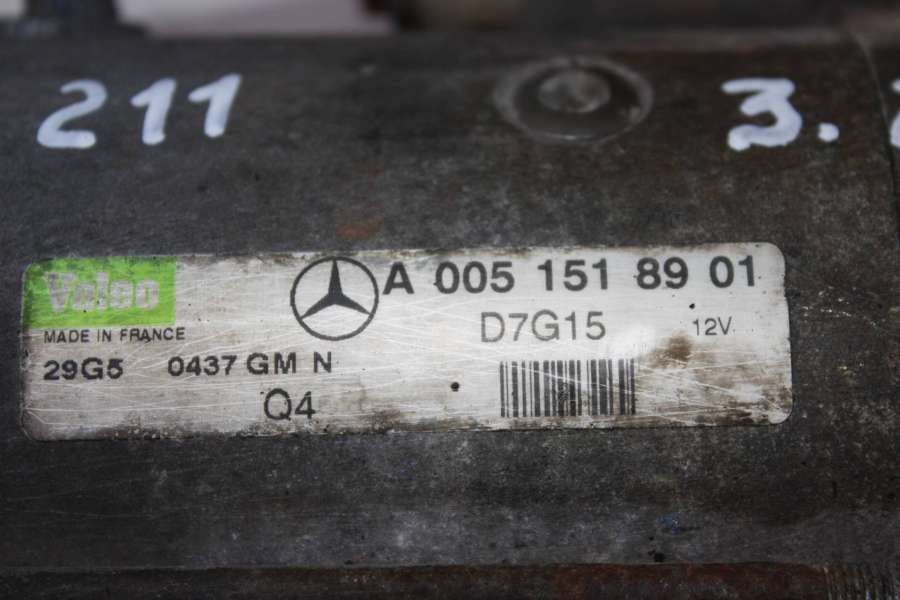 211 3.
Valeo A 005 151 89 01
MADE IN FRANCE D7G15 12V
29G5 0437 GM N
Q4